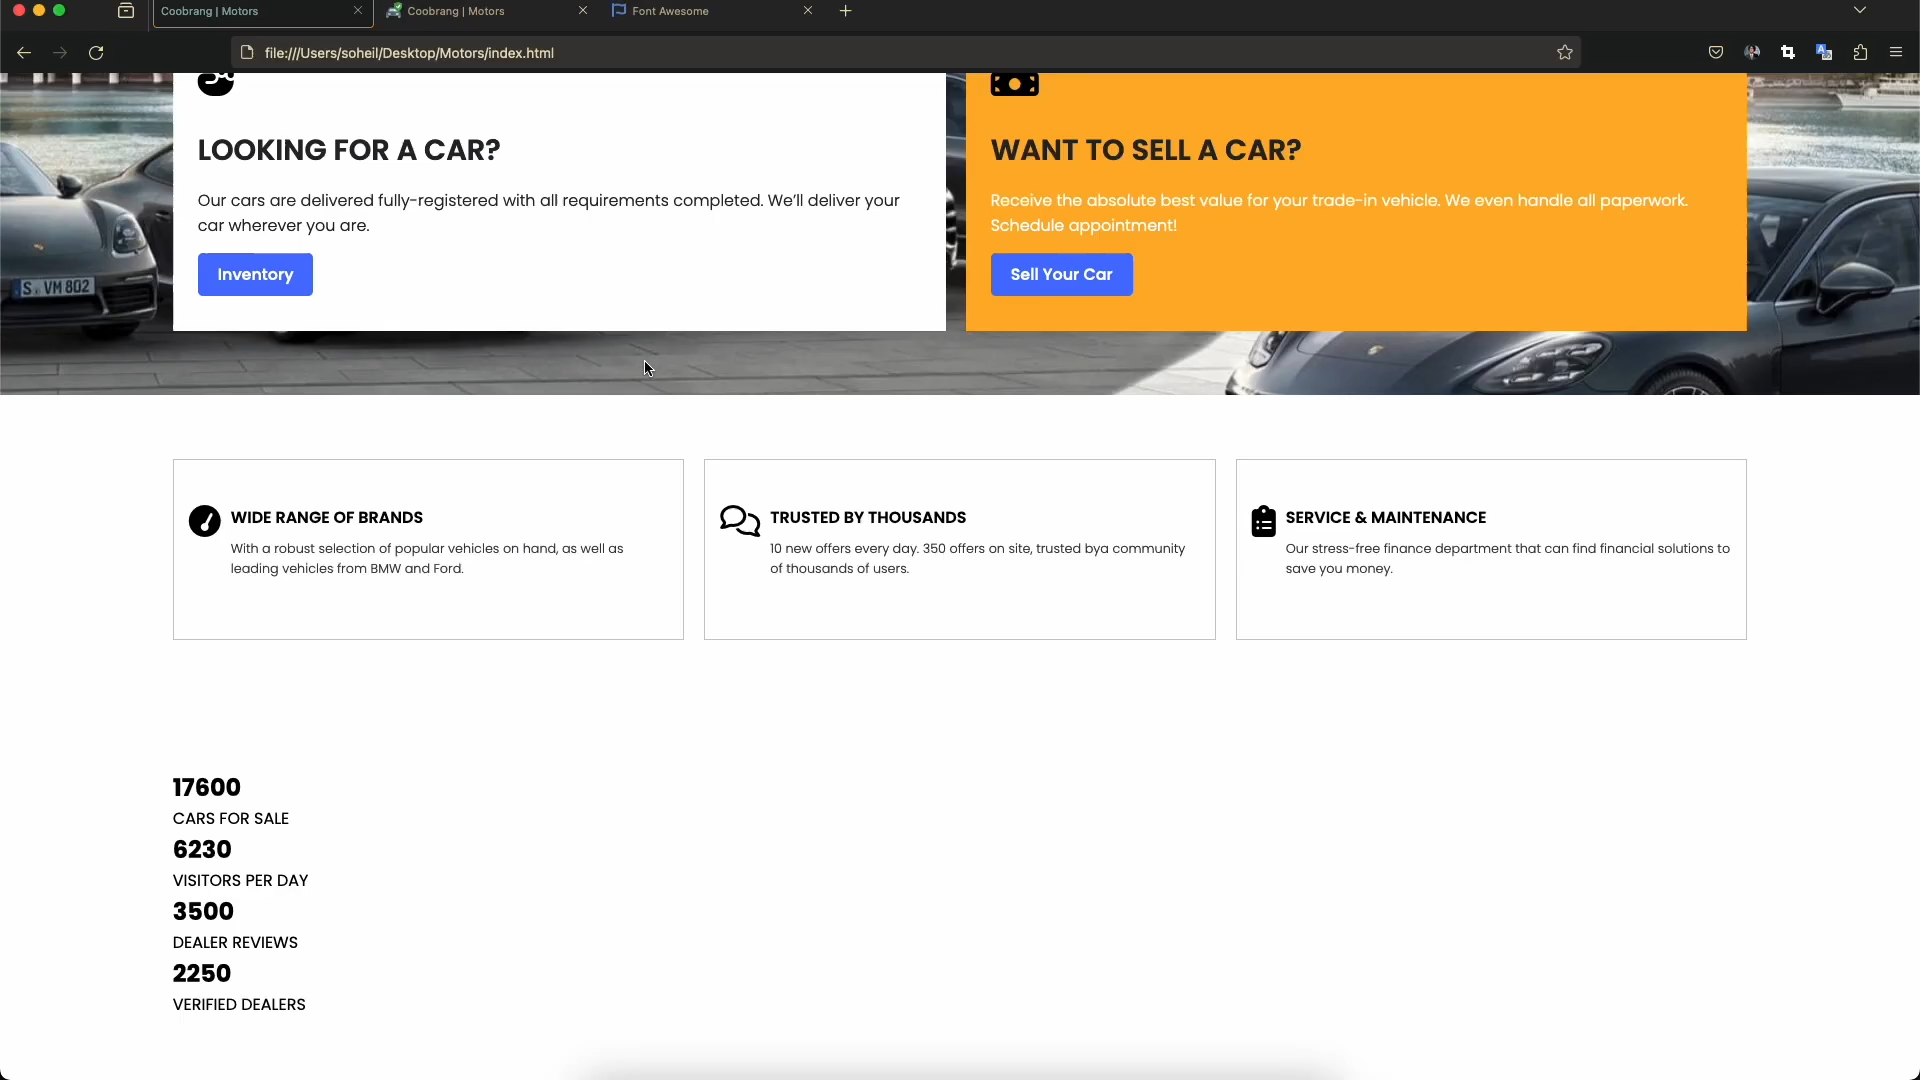 Coobrang | Motors
Coobrang | Motors
Font Awesome
file:///Users/soheil/Desktop/Motors/index.html
LOOKING FOR A CAR?
Our cars are delivered fully-registered with all requirements completed. We’ll deliver your
car wherever you are.
Inventory
WANT TO SELL A CAR?
Receive the absolute best value for your trade-in vehicle. We even handle all paperwork.
Schedule appointment!
Sell Your Car
S VM 802
WIDE RANGE OF BRANDS
With a robust selection of popular vehicles on hand, as well as
leading vehicles from BMW and Ford.
TRUSTED BY THOUSANDS
10 new offers every day. 350 offers on site, trusted bya community
of thousands of users.
SERVICE & MAINTENANCE
Our stress-free finance department that can find financial solutions to
save you money.
17600
CARS FOR SALE
6230
VISITORS PER DAY
3500
DEALER REVIEWS
2250
VERIFIED DEALERS